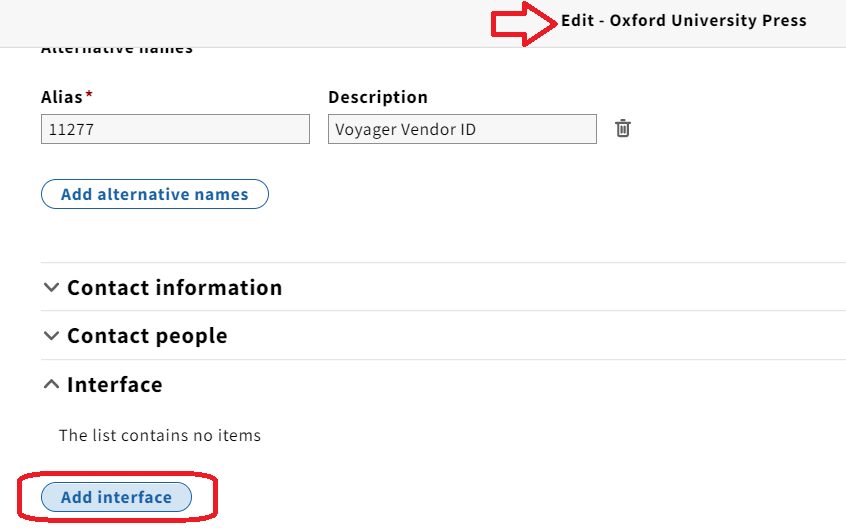 Edit - Oxford University Press
Alternative names
Alias* Description
11277 Voyager Vendor ID
Add alternative names
Contact information
Contact people
Interface
The list contains no items
Add interface